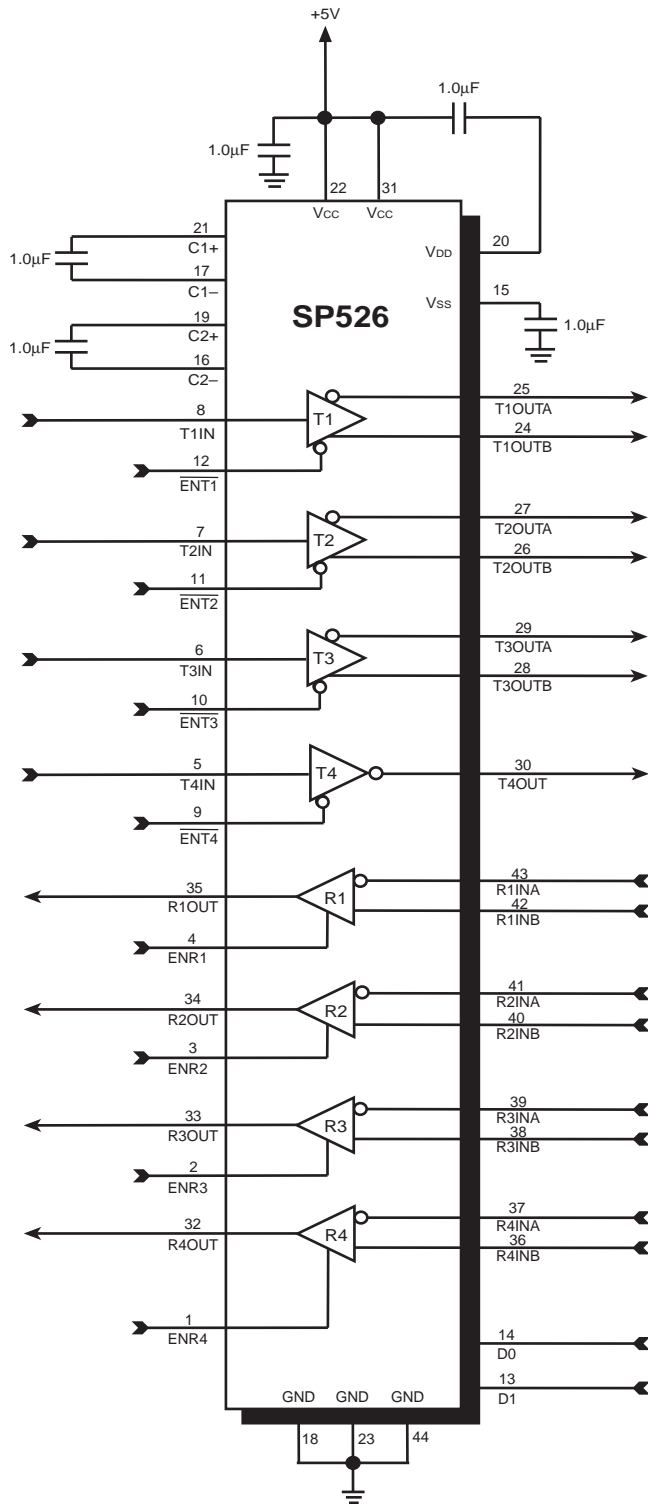 +5V
1.0µF
1.0µF
22
31
VCC
VCC
21
C1+
VDD
20
1.0µF
17
C1–
VSS
15
SP526
19
C2+
1.0µF
1.0µF
16
C2–
25
T1OUTA
8
T1IN
T1
24
T1OUTB
12
ENT1
27
T2OUTA
7
T2IN
T2
26
T2OUTB
11
ENT2
29
T3OUTA
6
T3IN
T3
28
T3OUTB
10
ENT3
5
T4IN
T4
30
T4OUT
9
ENT4
43
R1INA
35
R1OUT
R1
42
R1INB
4
ENR1
41
R2INA
34
R2OUT
R2
40
R2INB
3
ENR2
39
R3INA
33
R3OUT
R3
38
R3INB
2
ENR3
37
R4INA
32
R4OUT
R4
36
R4INB
1
ENR4
14
D0
13
D1
GND GND GND
18 23 44